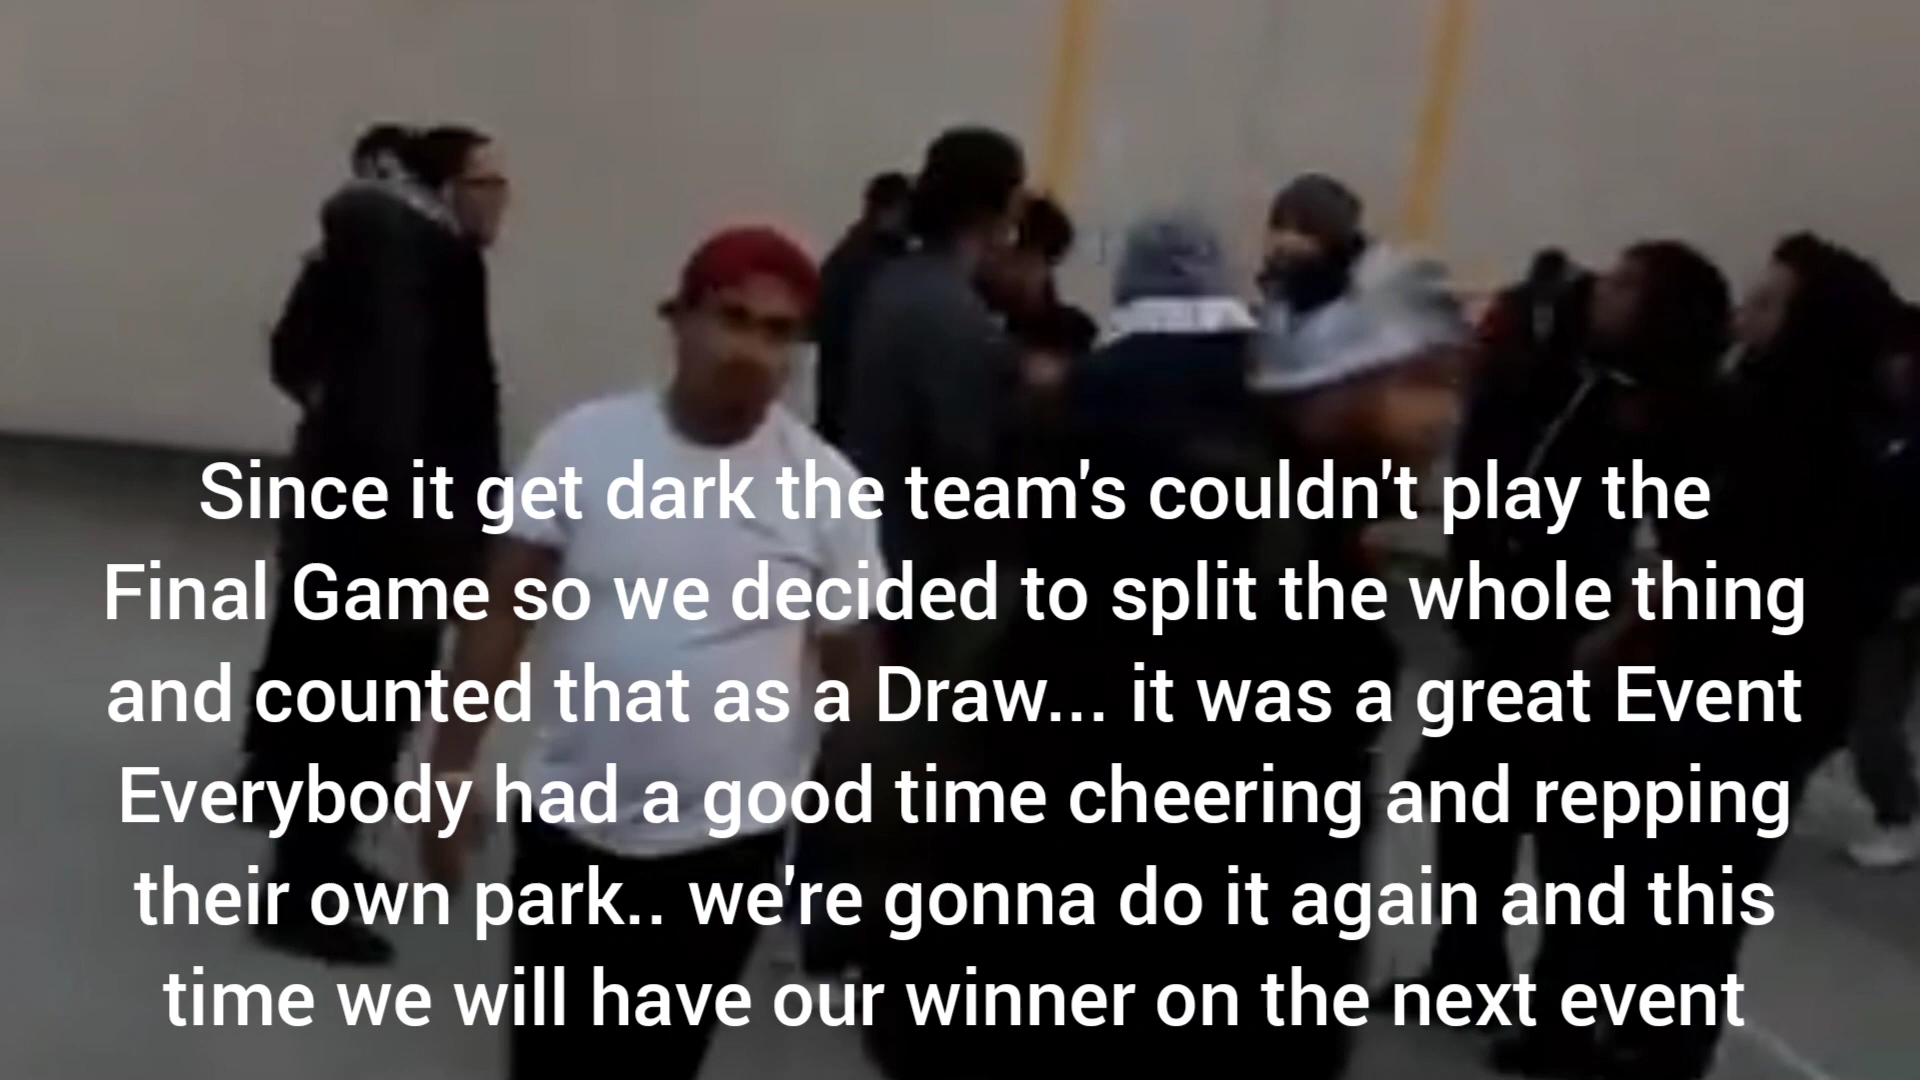 Since it get dark the team's couldn't play the
Final Game so we decided to split the whole thing
and counted that as a Draw... it was a great Event
Everybody had a good time cheering and repping
their own park.. we're gonna do it again and this
time we will have our winner on the next event